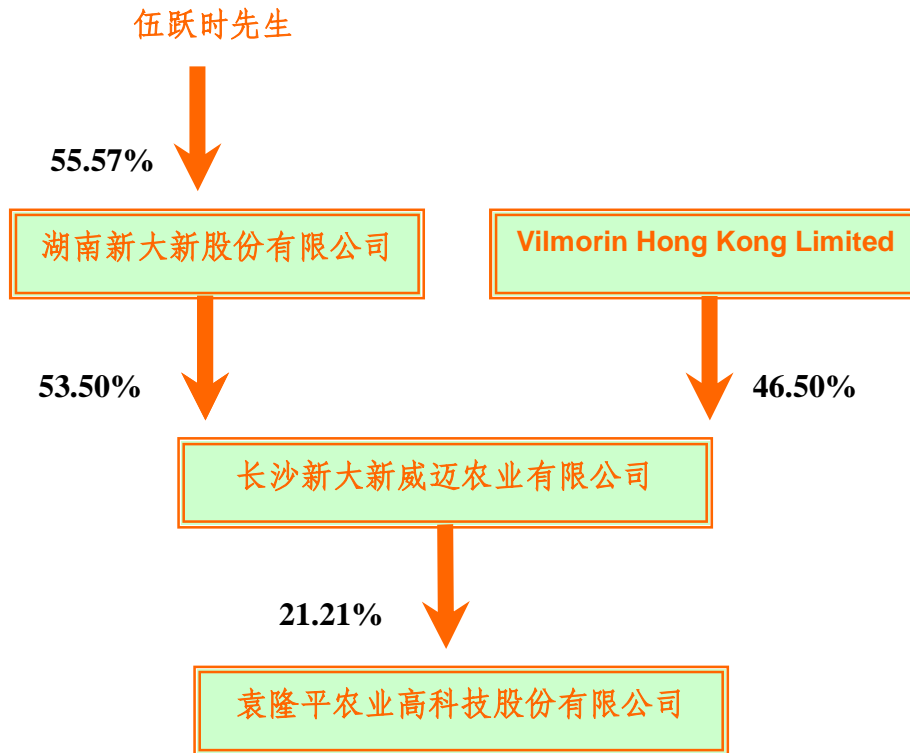 伍跃时先生
55.57%
湖南新大新股份有限公司
Vilmorin Hong Kong Limited
53.50%
46.50%
长沙新大新威迈农业有限公司
21.21%
袁隆平农业高科技股份有限公司